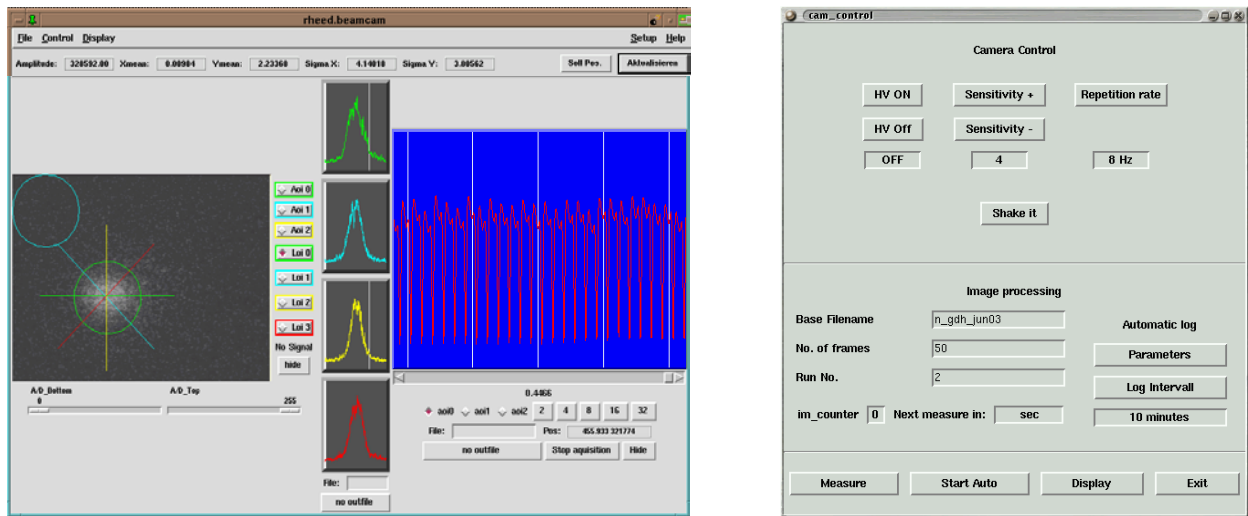 rheed.beamcam
File Control Display Setup Help
Amplitude: 320592.00 Xmean: 0.00904 Ymean: 2.23360 Sigma X: 4.14010 Sigma V: 3.00562 Soll Pos. Aktualisieren
Aoi 0
Aoi 1
Aoi 2
Loi 0
Loi 1
Loi 2
Loi 3
No Signal
hide
A/D_Bottom A/D_Top
0 255
File:
no outfile
0.4466
aoi0 aoi1 aoi2 2 4 8 16 32
File: Pos: 455.933 321774
no outfile Stop aquisition Hide
cam_control
Camera Control
HV ON Sensitivity + Repetition rate
HV Off Sensitivity -
OFF 4 8 Hz
Shake it
Image processing
Base Filename n_gdh_jun03
Automatic log
No. of frames 50
Parameters
Run No. 2
Log Intervall
im_counter 0 Next measure in: sec
10 minutes
Measure Start Auto Display Exit